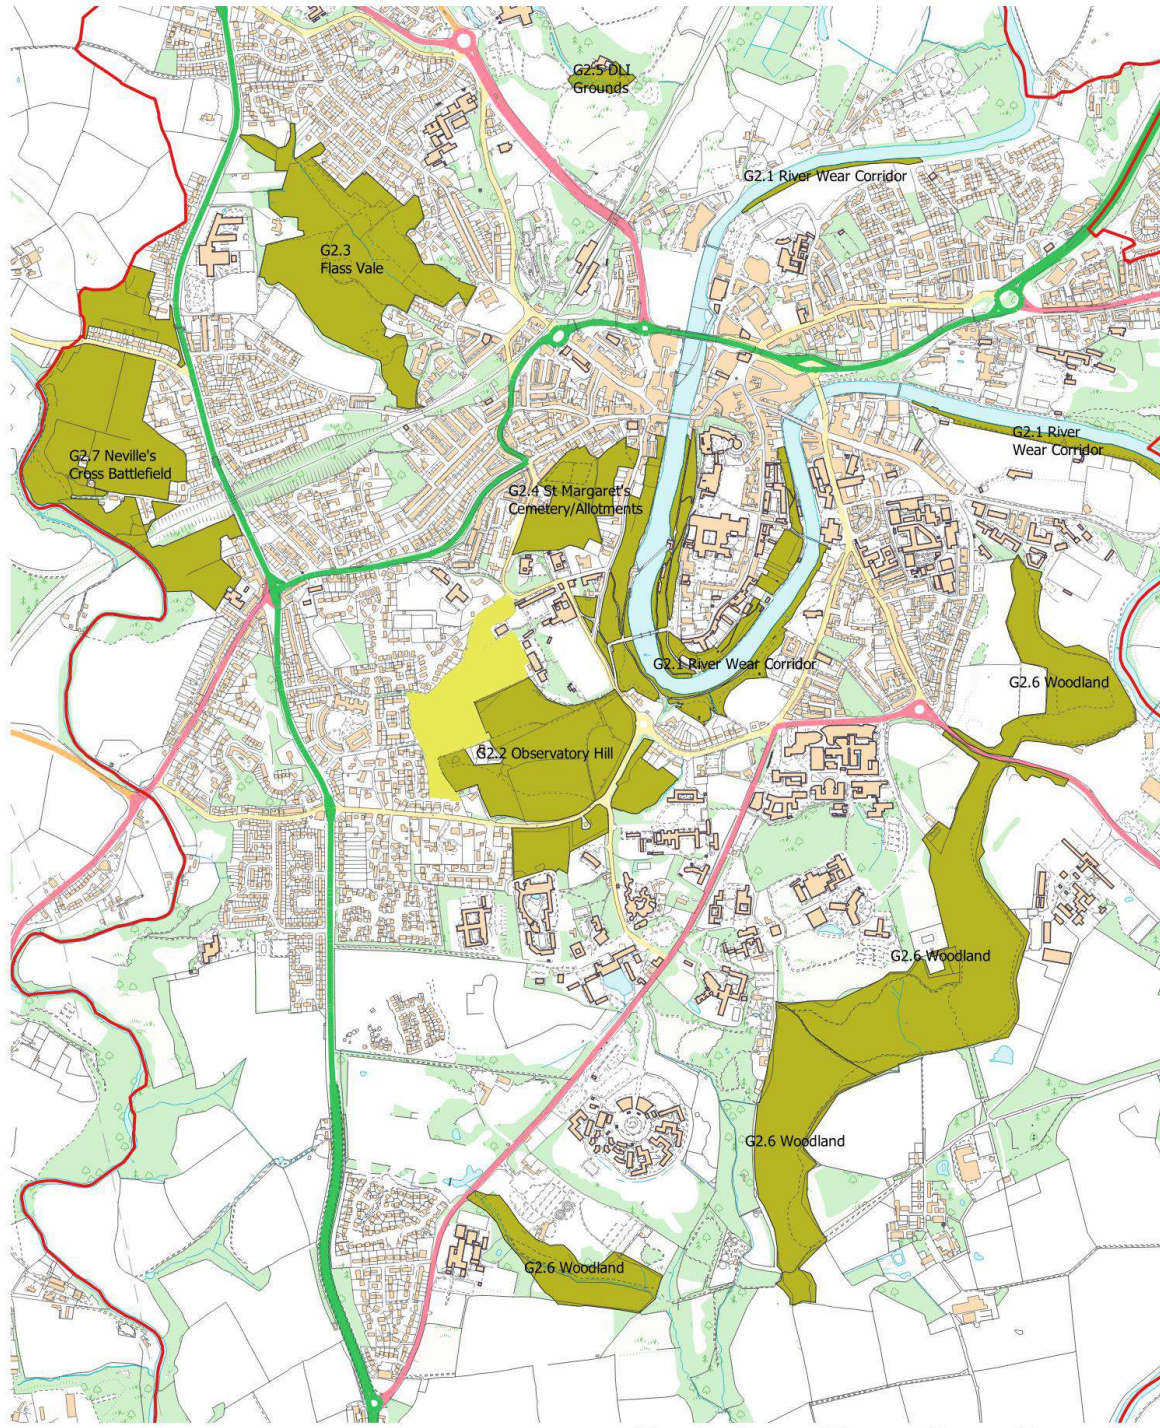 G2.5 DLI
Grounds
G2.1 River Wear Corridor
G2.3
Flass Vale
G2.1 River
Wear Corridor
G2.7 Neville's
Cross Battlefield
G2.4 St Margaret's
Cemetery/Allotments
G2.1 River Wear Corridor
G2.6 Woodland
G2.2 Observatory Hill
G2.6 Woodland
G2.6 Woodland
G2.6 Woodland